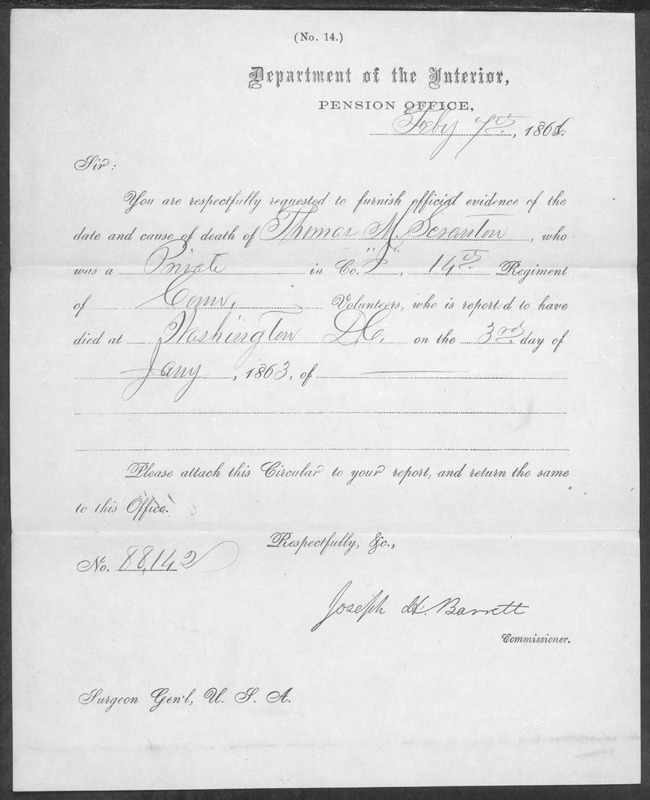 (No. 14.)
Department of the Interior,
PENSION OFFICE,
Feby 7th, 186
Sir:
You are respectfully requested to furnish official evidence of the
date and cause of death of Thomas M Scranton, who
was a Private in Co. "I", 14th Regiment
of Conn, Volunteers, who is reported to have
died at Washington D.C. on the 3rd day of
Jany, 1863, of
Please attach this Circular to your report, and return the same
to this Office.
Respectfully, &c.,
No. 88,142
Joseph H. Barrett
Commissioner.
Surgeon Gen'l, U. S. A.